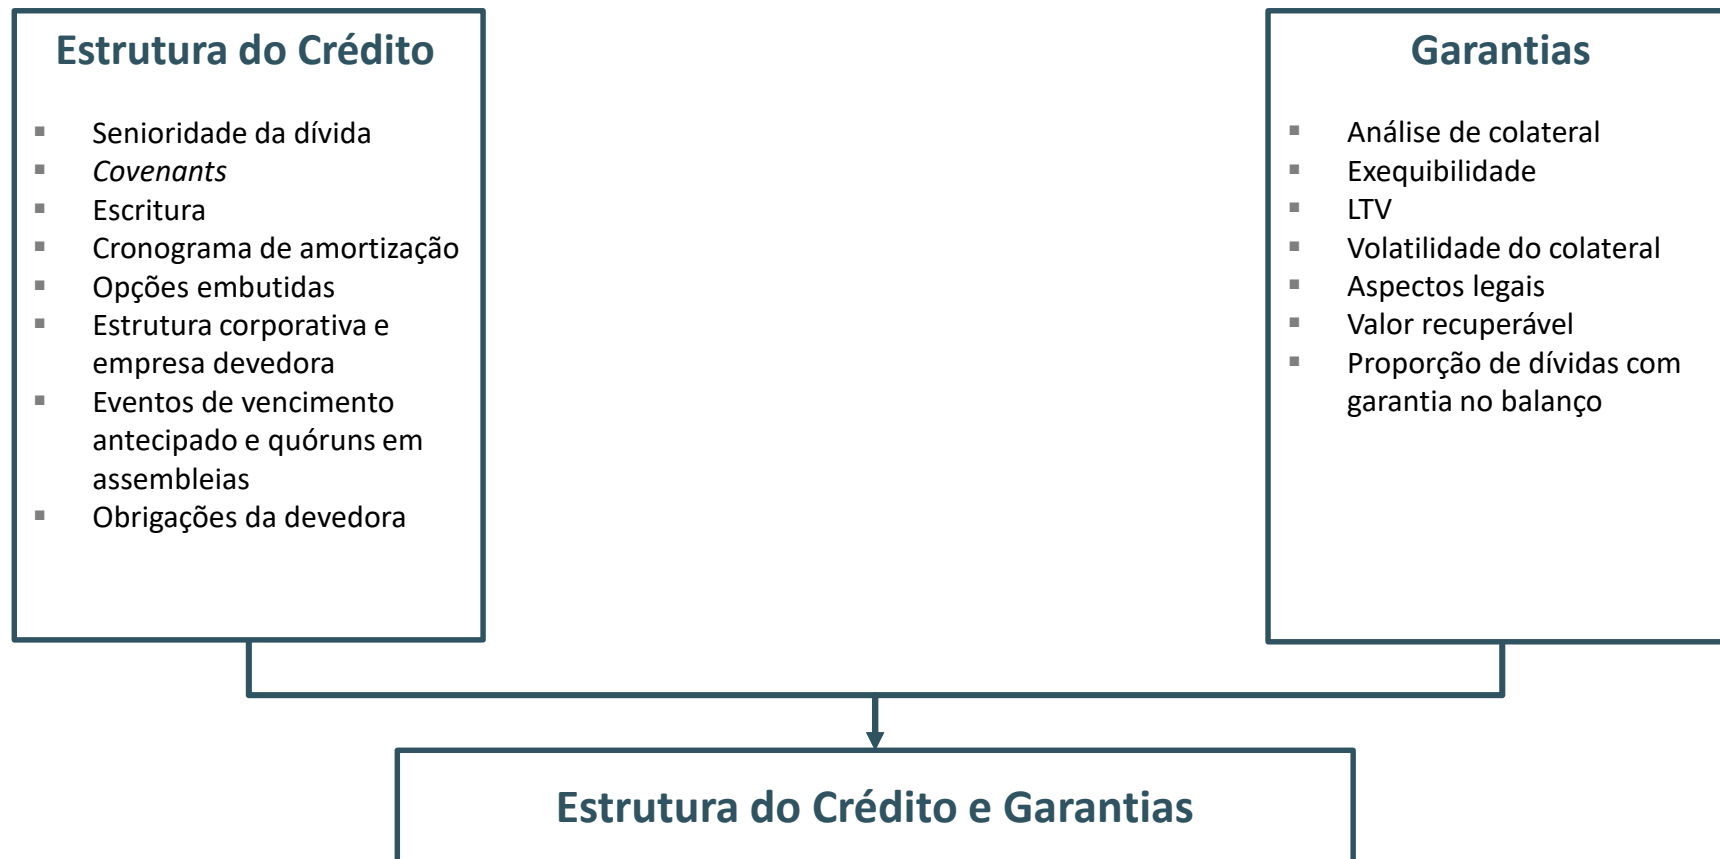 Estrutura do Crédito
▪ Senioridade da dívida
▪ Covenants
▪ Escritura
▪ Cronograma de amortização
▪ Opções embutidas
▪ Estrutura corporativa e
empresa devedora
▪ Eventos de vencimento
antecipado e quóruns em
assembleias
▪ Obrigações da devedora
Garantias
▪ Análise de colateral
▪ Exequibilidade
▪ LTV
▪ Volatilidade do colateral
▪ Aspectos legais
▪ Valor recuperável
▪ Proporção de dívidas com
garantia no balanço
Estrutura do Crédito e Garantias